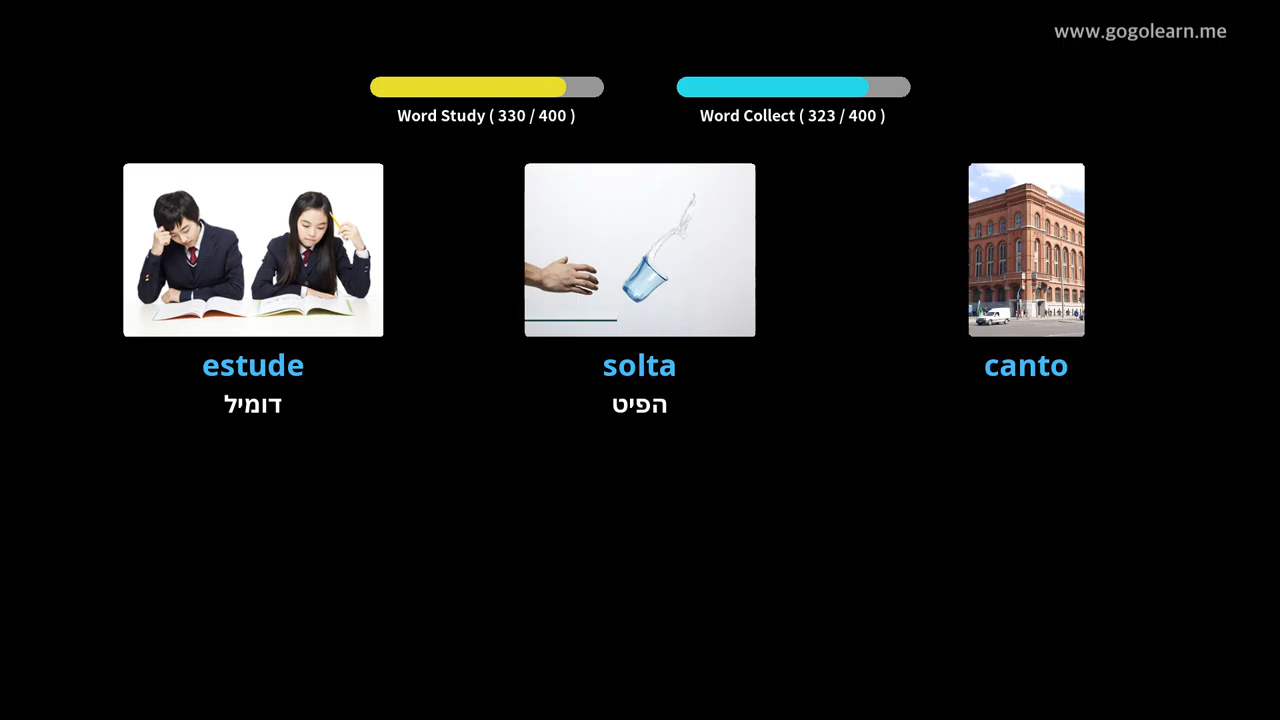 www.gogolearn.me
Word Study ( 330 / 400 )
Word Collect ( 323 / 400 )
estude
solta
canto
דומיל
הפיט